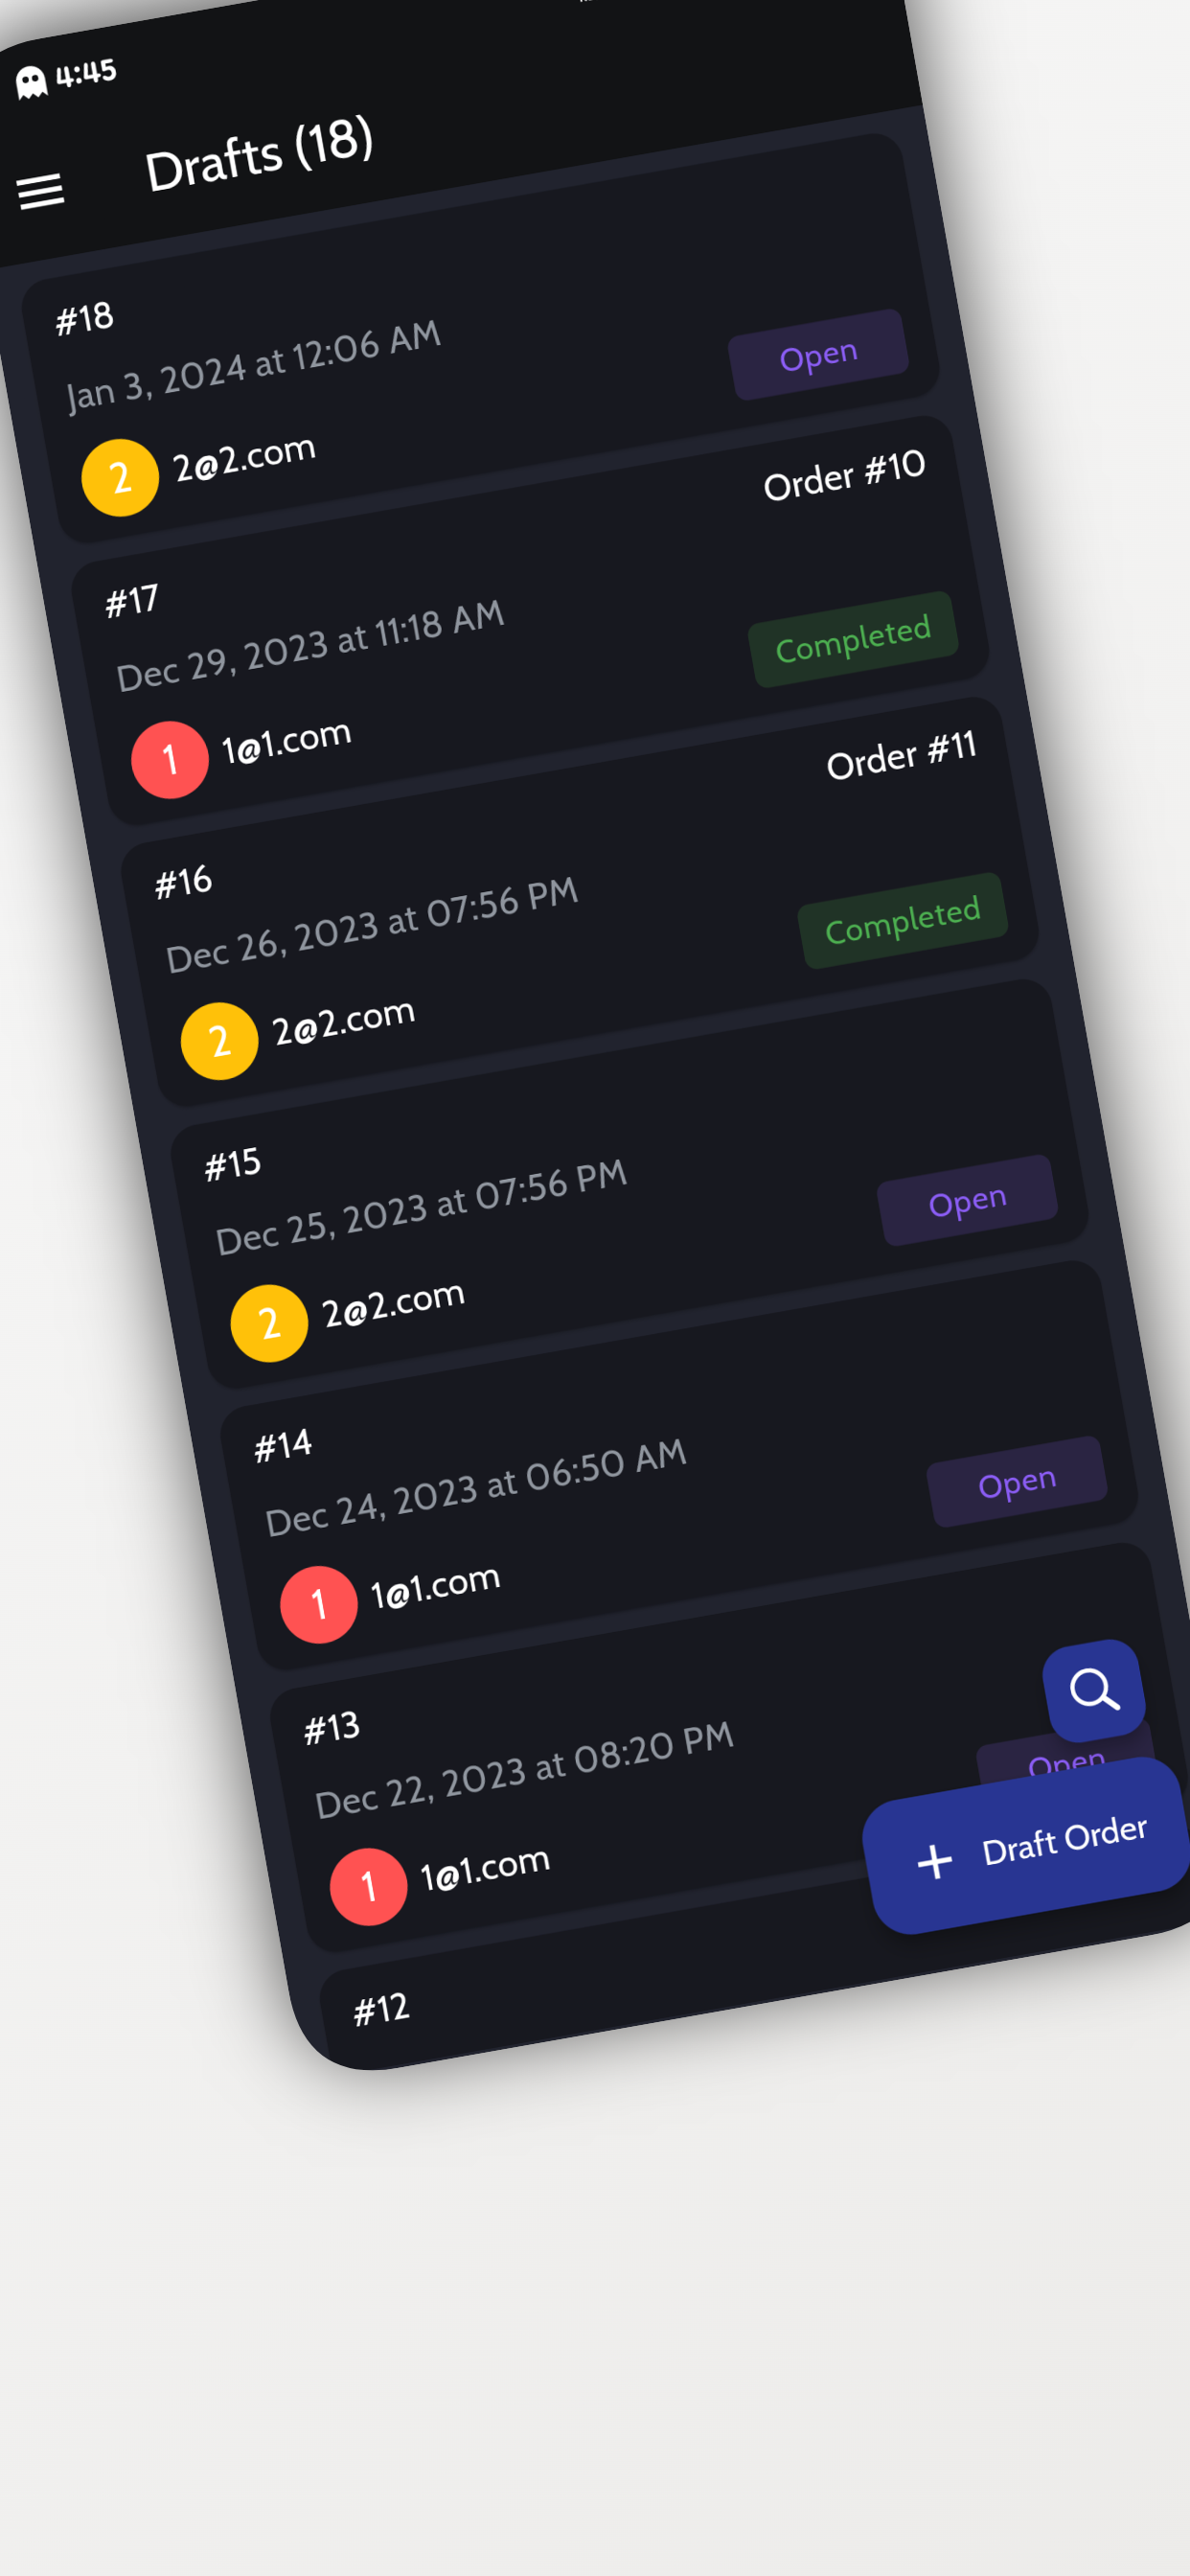 4:45
Drafts (18)
#18
Jan 3, 2024 at 12:06 AM
Open
2 2@2.com
Order #10
#17
Dec 29, 2023 at 11:18 AM
Completed
1 1@1.com
Order #11
#16
Dec 26, 2023 at 07:56 PM
Completed
2 2@2.com
#15
Dec 25, 2023 at 07:56 PM
Open
2 2@2.com
#14
Dec 24, 2023 at 06:50 AM
Open
1 1@1.com
#13
Dec 22, 2023 at 08:20 PM
Open
1 1@1.com
+ Draft Order
#12